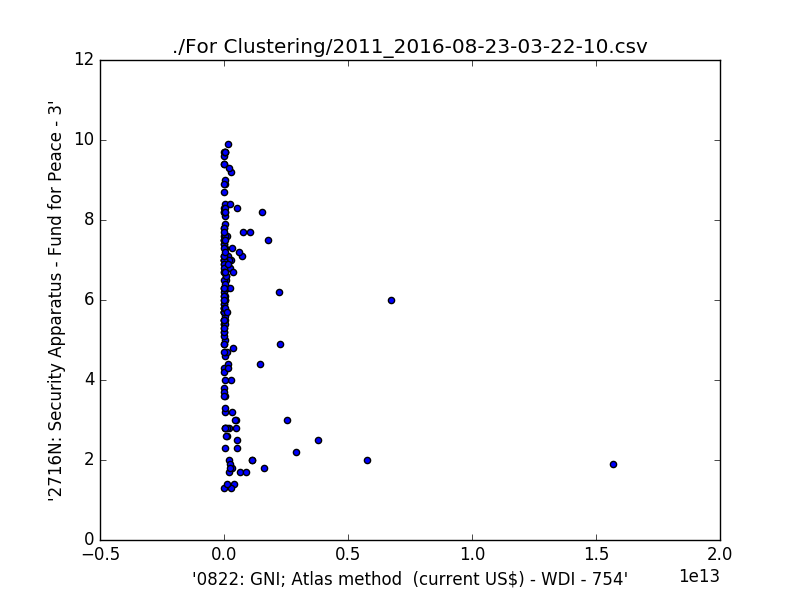 ./For Clustering/2011_2016-08-23-03-22-10.csv
12
10
8
6
4
2
0
'2716N: Security Apparatus - Fund for Peace - 3'
−0.5 0.0 0.5 1.0 1.5 2.0
1e13
'0822: GNI; Atlas method  (current US$) - WDI - 754'